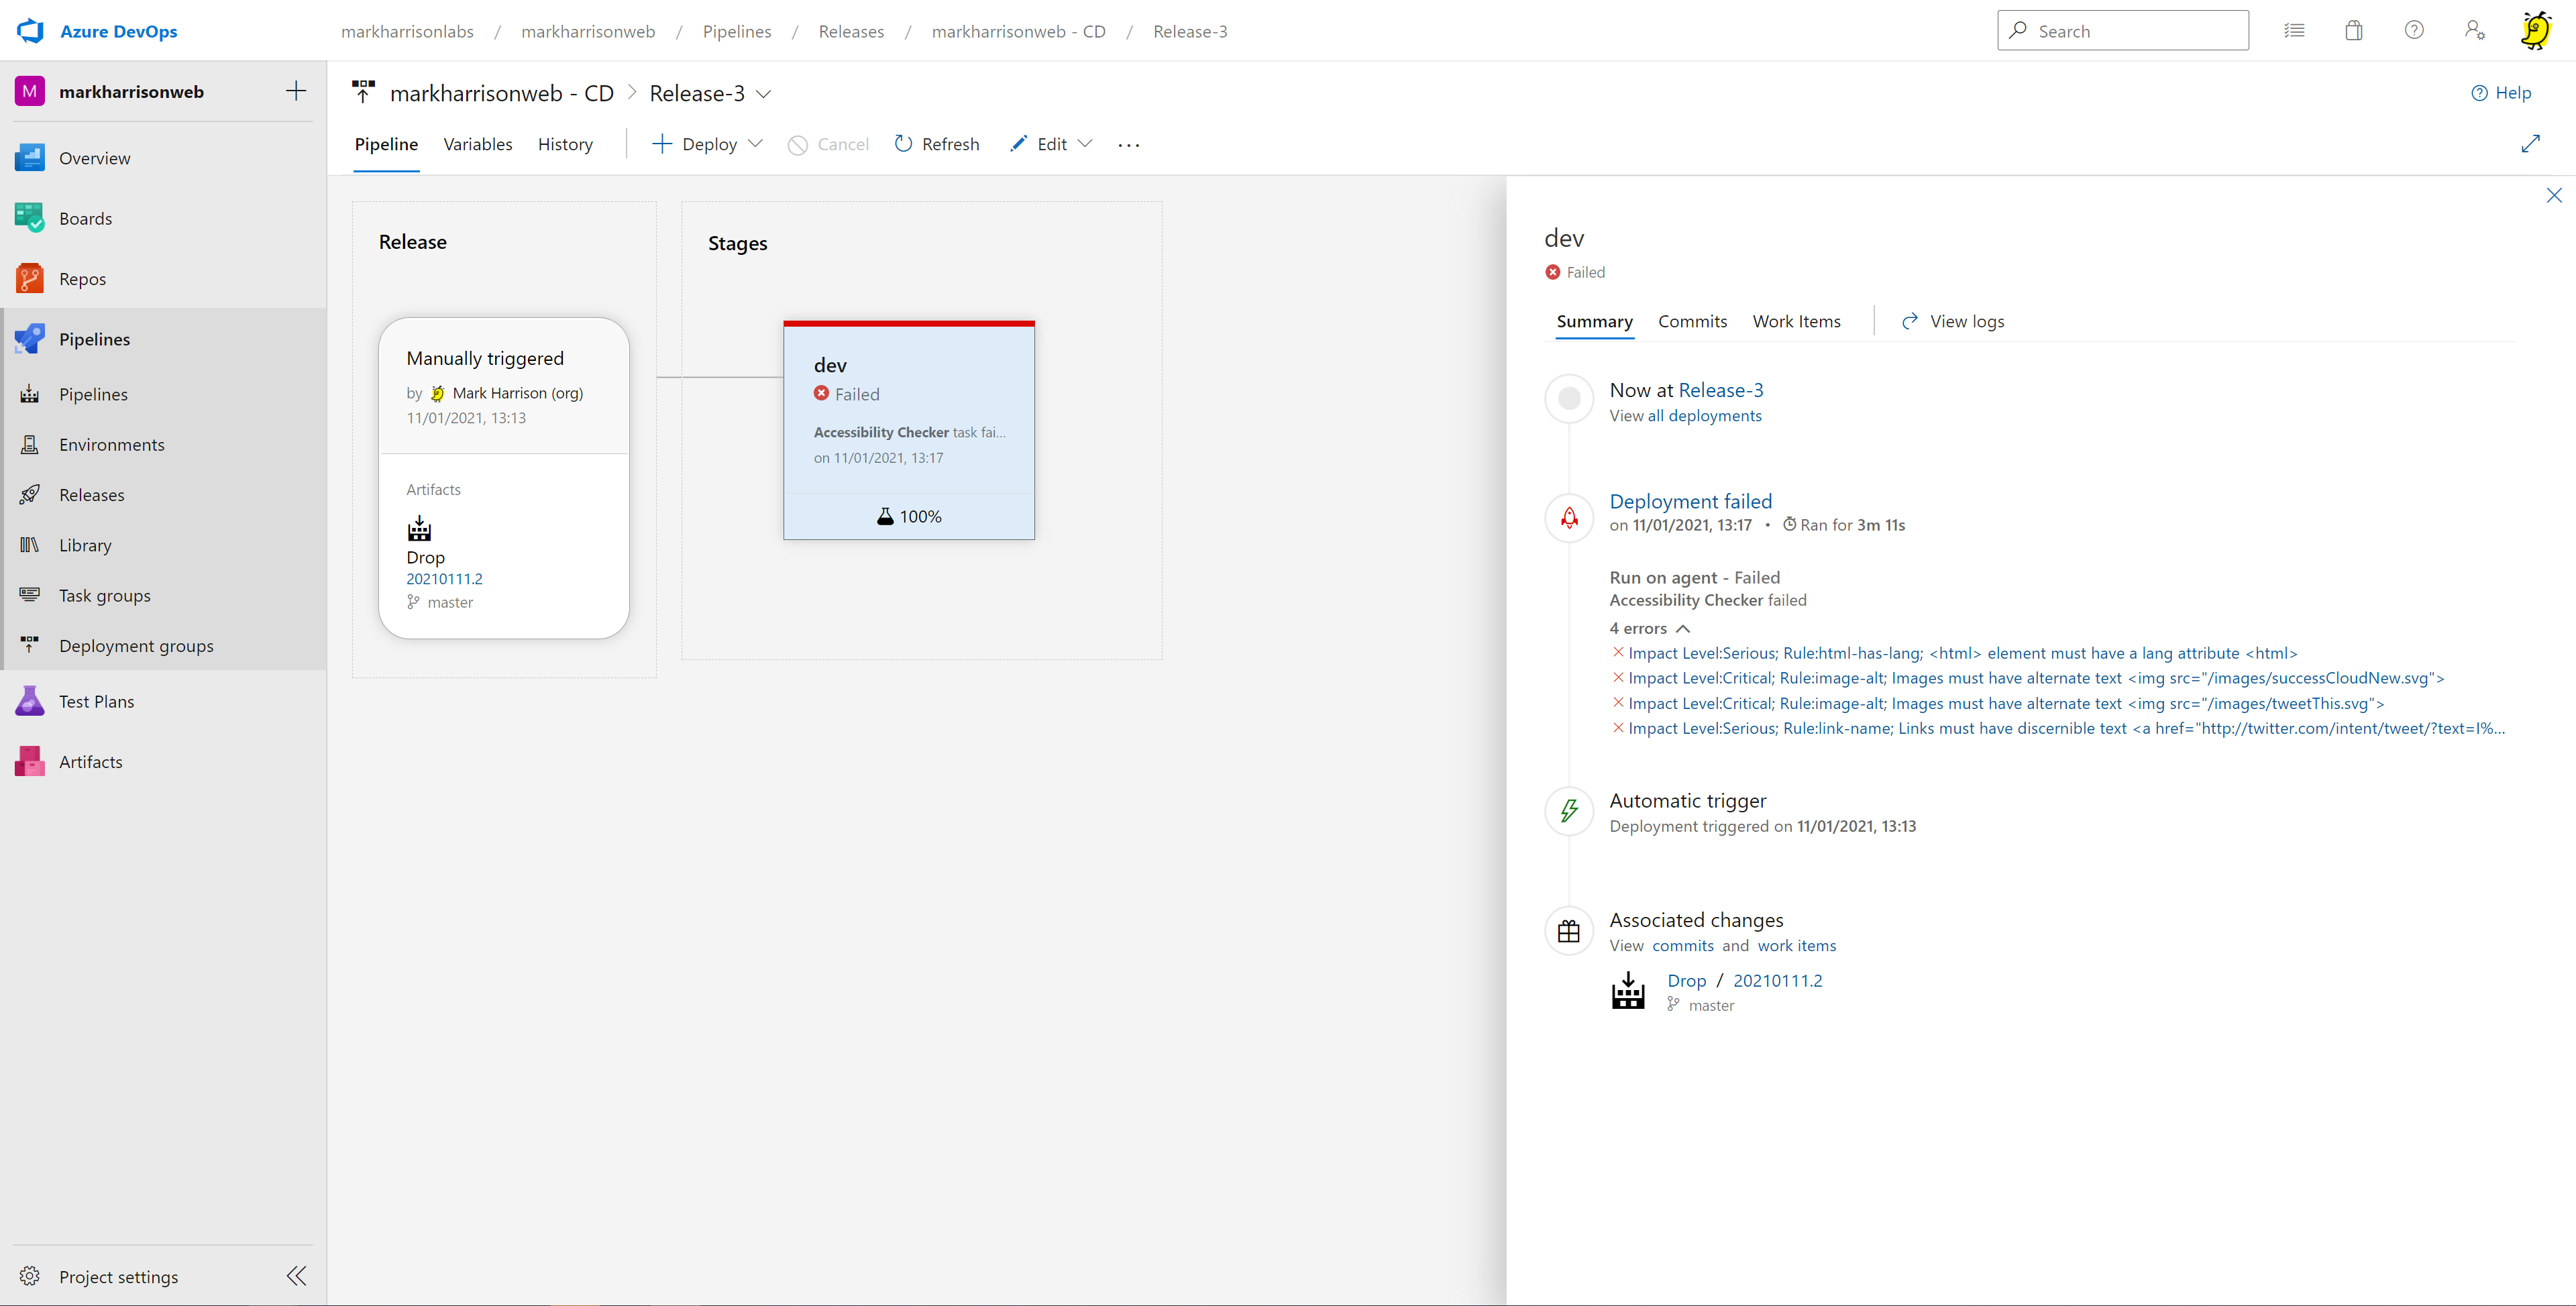 Azure DevOps
markharrisonlabs / markharrisonweb / Pipelines / Releases / markharrisonweb - CD / Release-3
Search
M markharrisonweb
Overview
Boards
Repos
Pipelines
Pipelines
Environments
Releases
Library
Task groups
Deployment groups
Test Plans
Artifacts
Project settings
markharrisonweb - CD > Release-3
Help
Pipeline Variables History Deploy Cancel Refresh Edit ...
Release
Manually triggered
by Mark Harrison (org)
11/01/2021, 13:13
Artifacts
Drop
20210111.2
master
Stages
dev
Failed
Accessibility Checker task fai...
on 11/01/2021, 13:17
100%
dev
Failed
Summary Commits Work Items View logs
Now at Release-3
View all deployments
Deployment failed
on 11/01/2021, 13:17 • Ran for 3m 11s
Run on agent - Failed
Accessibility Checker failed
4 errors
Impact Level:Serious; Rule:html-has-lang; <html> element must have a lang attribute <html>
Impact Level:Critical; Rule:image-alt; Images must have alternate text <img src="/images/successCloudNew.svg">
Impact Level:Critical; Rule:image-alt; Images must have alternate text <img src="/images/tweetThis.svg">
Impact Level:Serious; Rule:link-name; Links must have discernible text <a href="http://twitter.com/intent/tweet/?text=I%...
Automatic trigger
Deployment triggered on 11/01/2021, 13:13
Associated changes
View commits and work items
Drop / 20210111.2
master